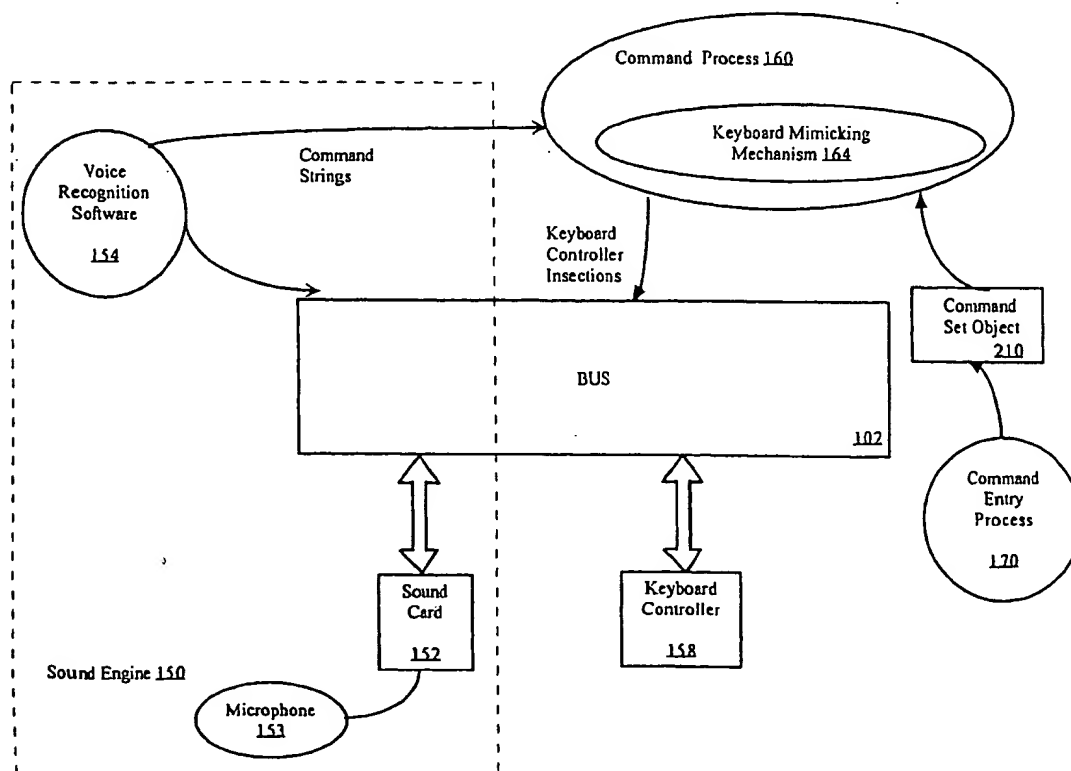 Command Process 160
Keyboard Mimicking
Mechanism 164
Voice
Recognition
Software
154
Command
Strings
Keyboard
Controller
Insections
Command
Set Object
210
BUS
102
Command
Entry
Process
170
Sound
Card
152
Keyboard
Controller
158
Sound Engine 150
Microphone
153